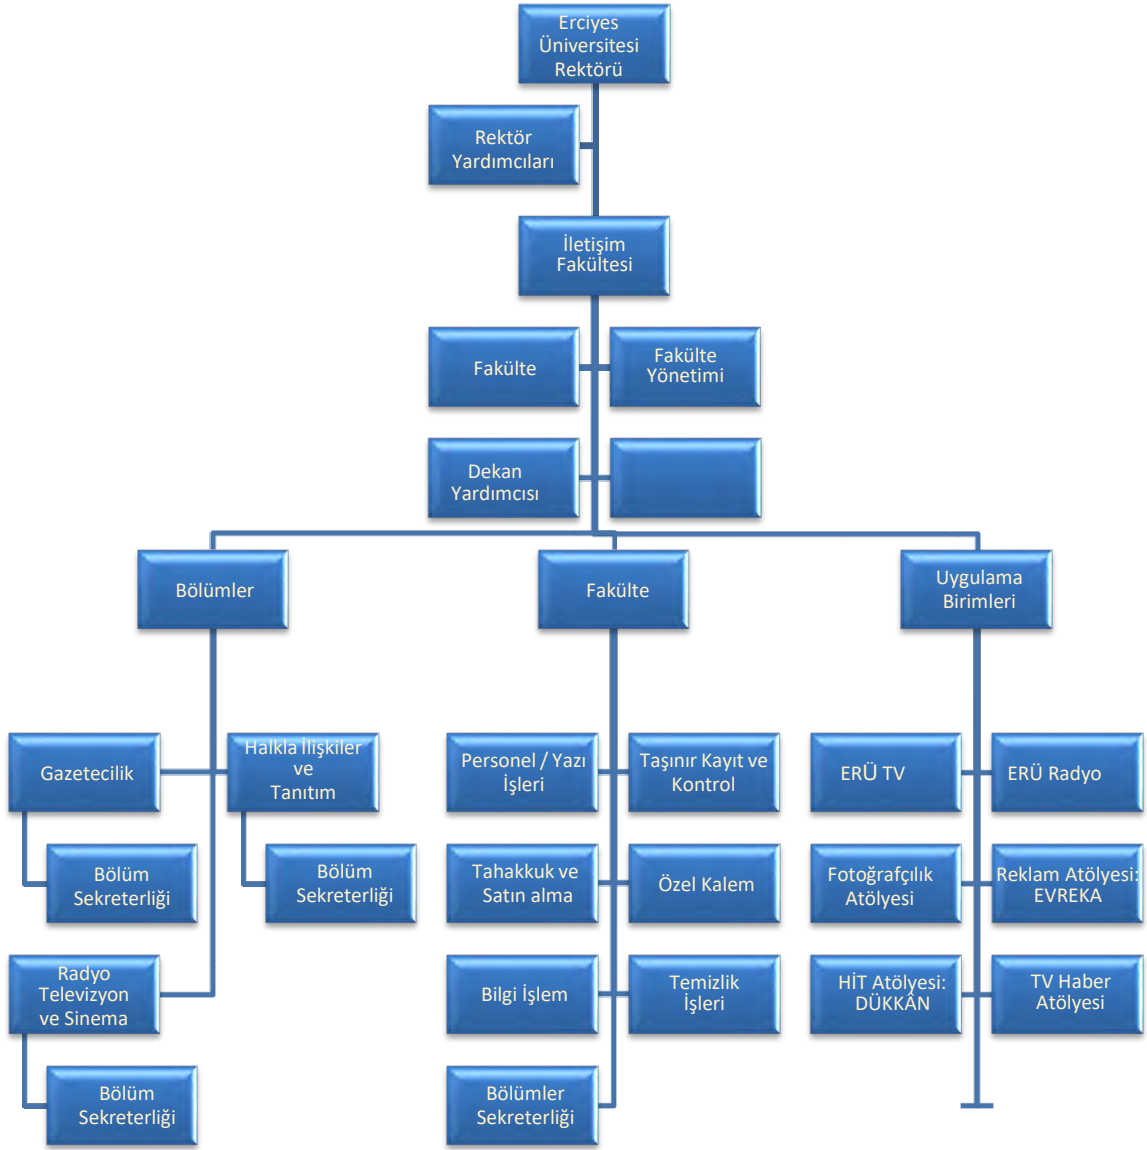 Erciyes
Üniversitesi
Rektörü
Rektör
Yardımcıları
İletişim
Fakültesi
Fakülte
Fakülte
Yönetimi
Dekan
Yardımcısı
Bölümler
Fakülte
Uygulama
Birimleri
Gazetecilik
Halkla İlişkiler
ve
Tanıtım
Bölüm
Sekreterliği
Bölüm
Sekreterliği
Radyo
Televizyon
ve Sinema
Bölüm
Sekreterliği
Personel / Yazı
İşleri
Taşınır Kayıt ve
Kontrol
Tahakkuk ve
Satın alma
Özel Kalem
Bilgi İşlem
Temizlik
İşleri
Bölümler
Sekreterliği
ERÜ TV
ERÜ Radyo
Fotoğrafçılık
Atölyesi
Reklam Atölyesi:
EVREKA
HİT Atölyesi:
DÜKKÂN
TV Haber
Atölyesi